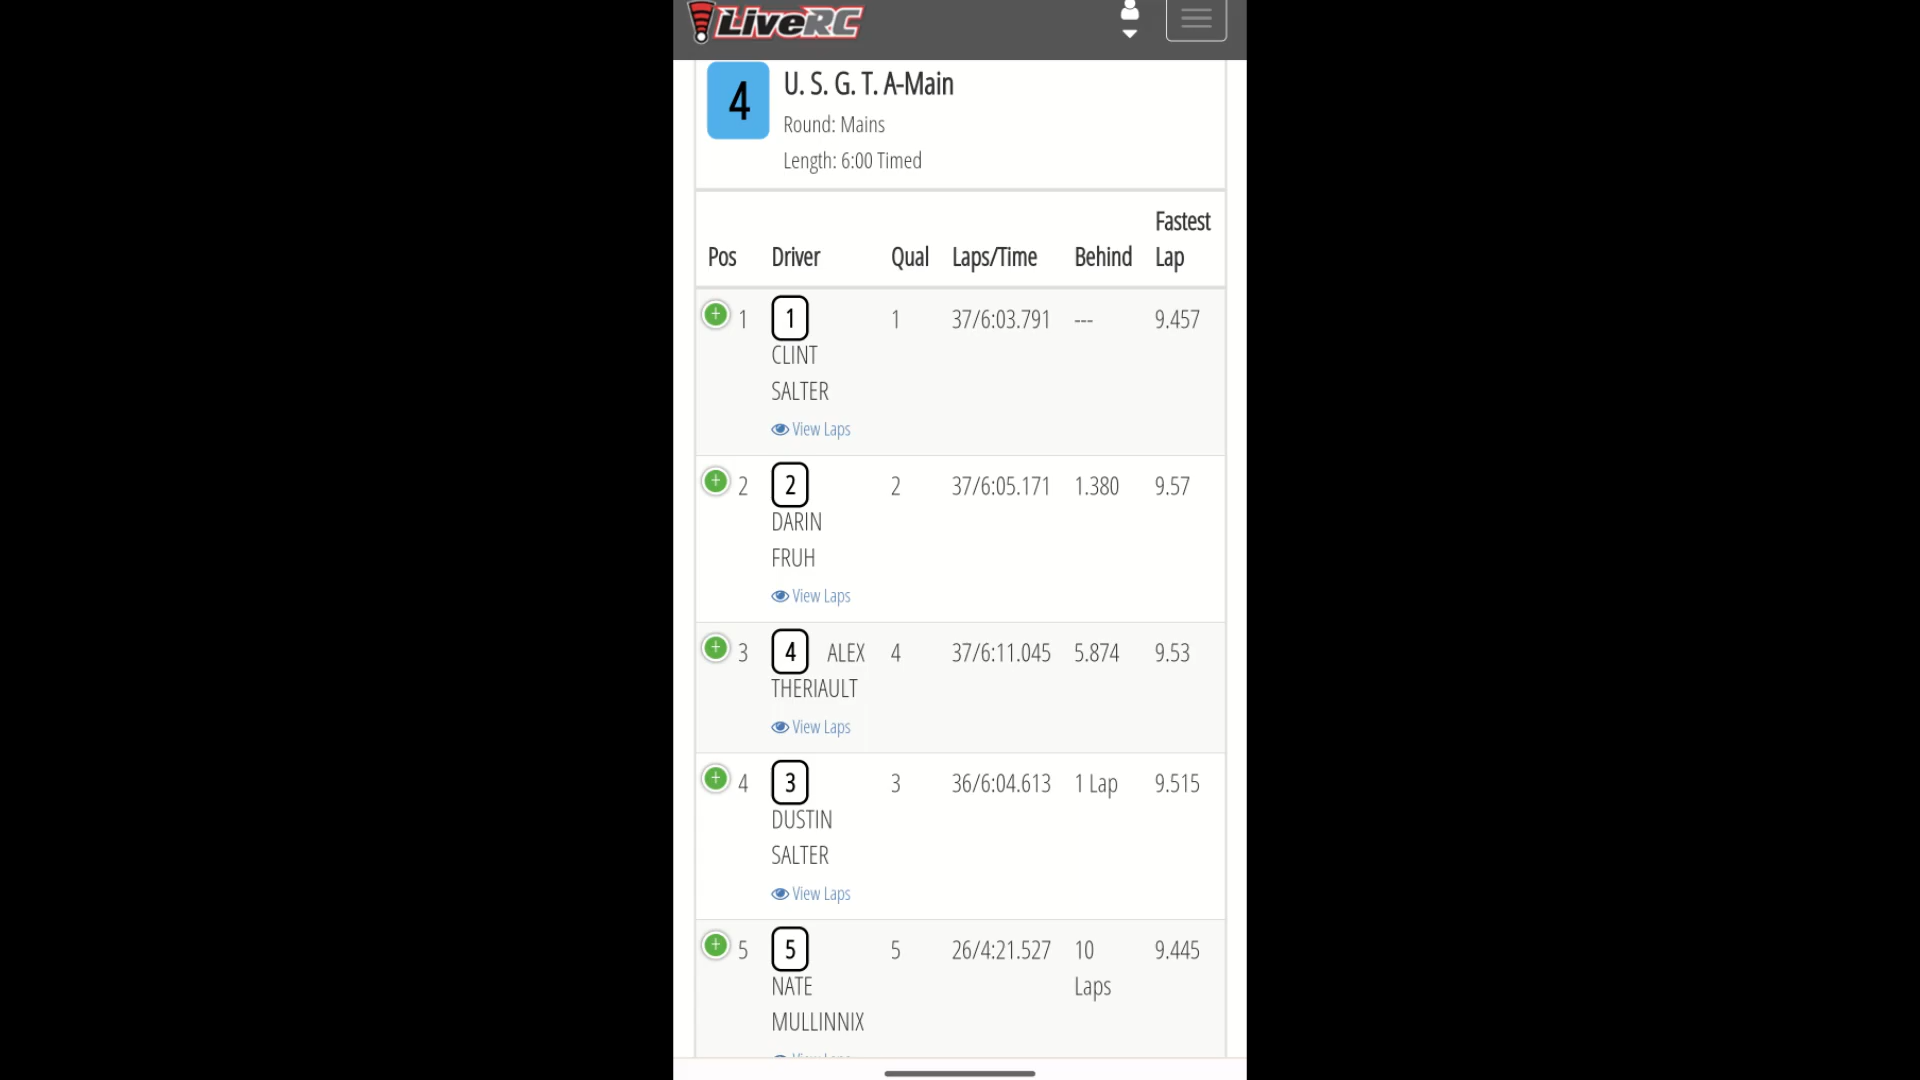 LiveRC
4 U. S. G. T. A-Main
Round: Mains
Length: 6:00 Timed
Pos Driver Qual Laps/Time Behind Fastest Lap
1 1 CLINT SALTER 1 37/6:03.791 --- 9.457
View Laps
2 2 DARIN FRUH 2 37/6:05.171 1.380 9.57
View Laps
3 4 ALEX THERIAULT 4 37/6:11.045 5.874 9.53
View Laps
4 3 DUSTIN SALTER 3 36/6:04.613 1 Lap 9.515
View Laps
5 5 NATE MULLINNIX 5 26/4:21.527 10 Laps 9.445